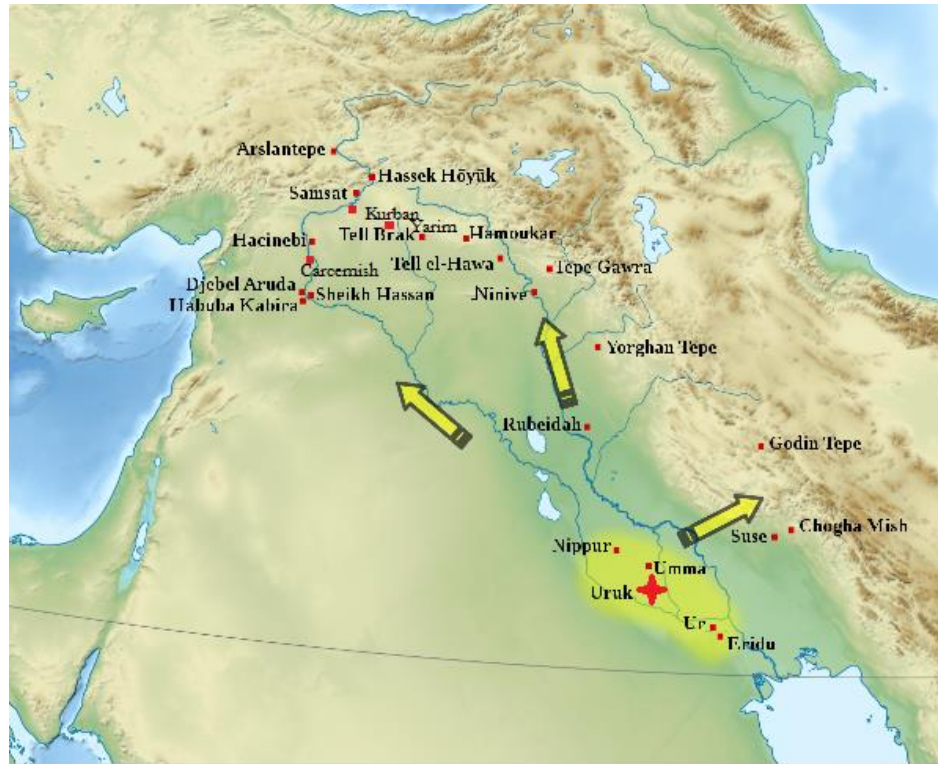 Arslantepe
Hassek Höyük
Samsat
Kurban
Yarim
Tell Brak
Hamoukar
Hacinebi
Tell el-Hawa
Tepe Gawra
Carcemish
Djebel Aruda
Sheikh Hassan
Ninive
Habuba Kabira
Yorghan Tepe
Rubeidah
Godin Tepe
Chogha Mish
Suse
Nippur
Umma
Uruk
Ur
Eridu